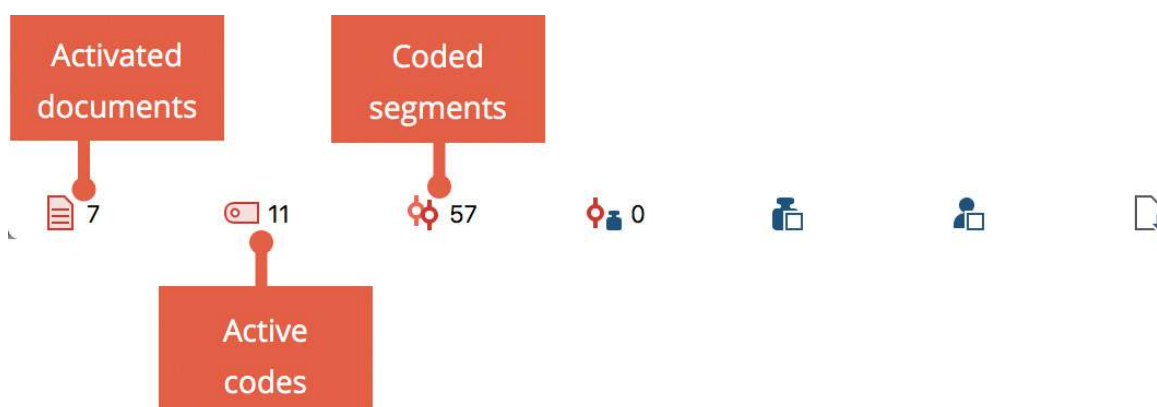 Activated
documents
Coded
segments
7
11
57
0
Active
codes